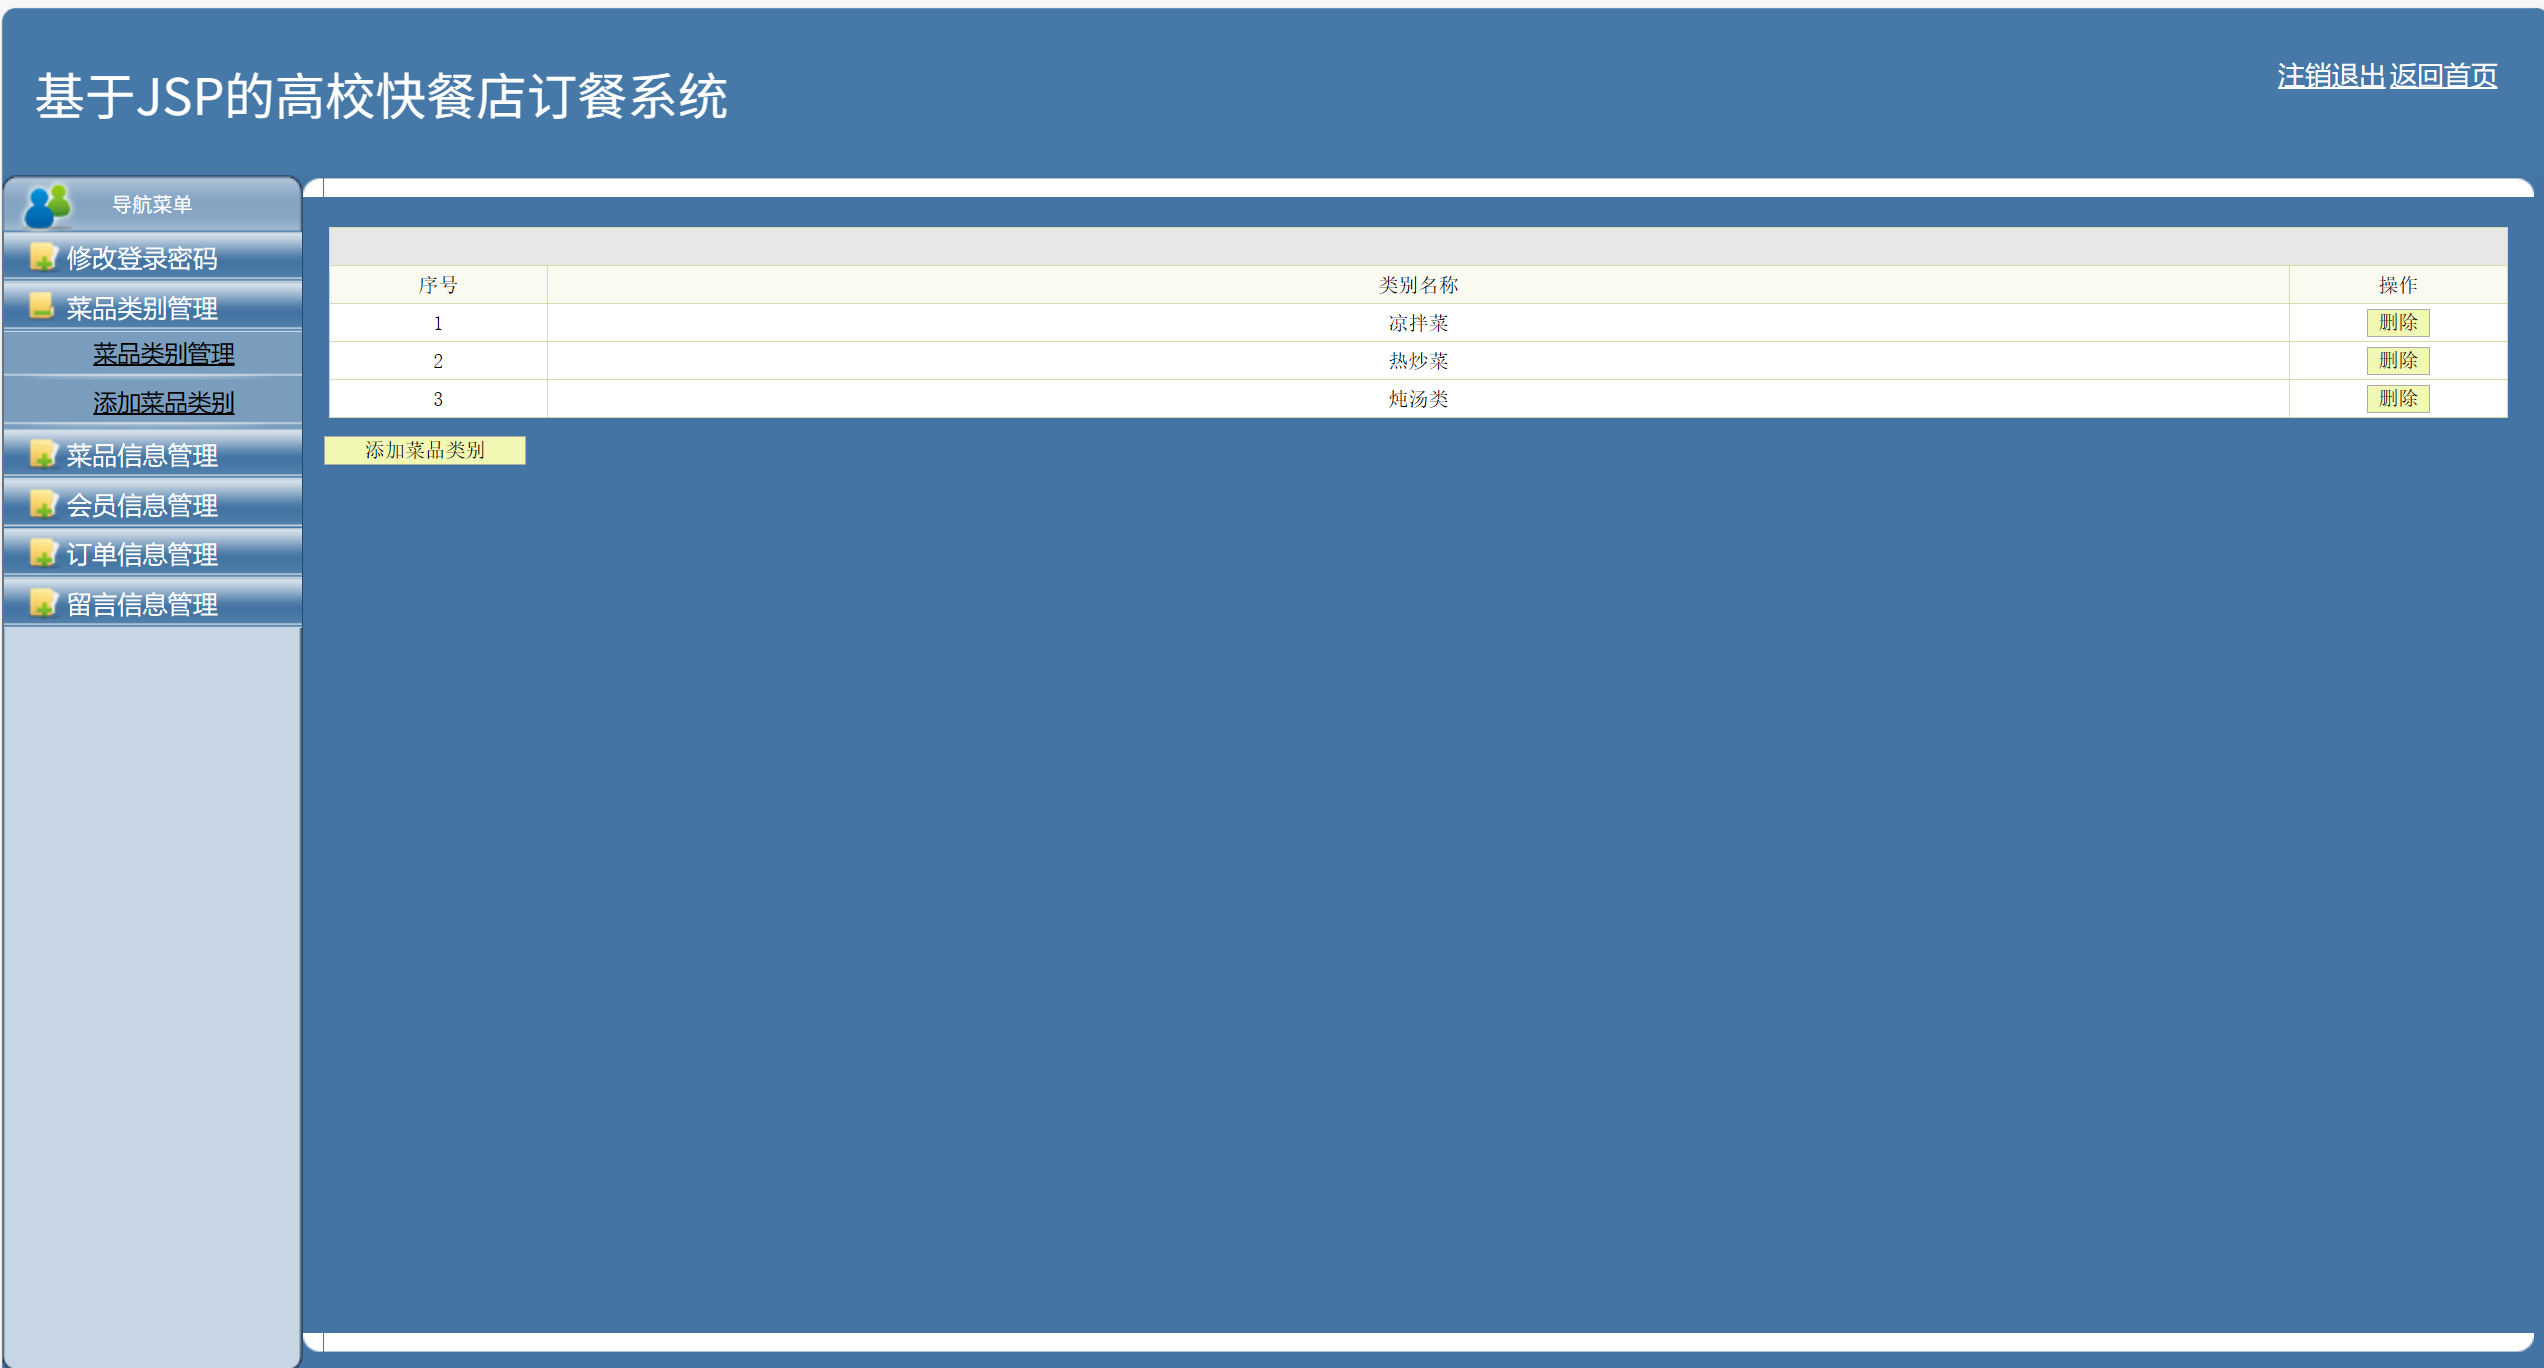 基于JSP的高校快餐店订餐系统
注销退出 返回首页
导航菜单
修改登录密码
菜品类别管理
菜品类别管理
添加菜品类别
菜品信息管理
会员信息管理
订单信息管理
留言信息管理
序号 类别名称 操作
1 凉拌菜 删除
2 热炒菜 删除
3 炖汤类 删除
添加菜品类别